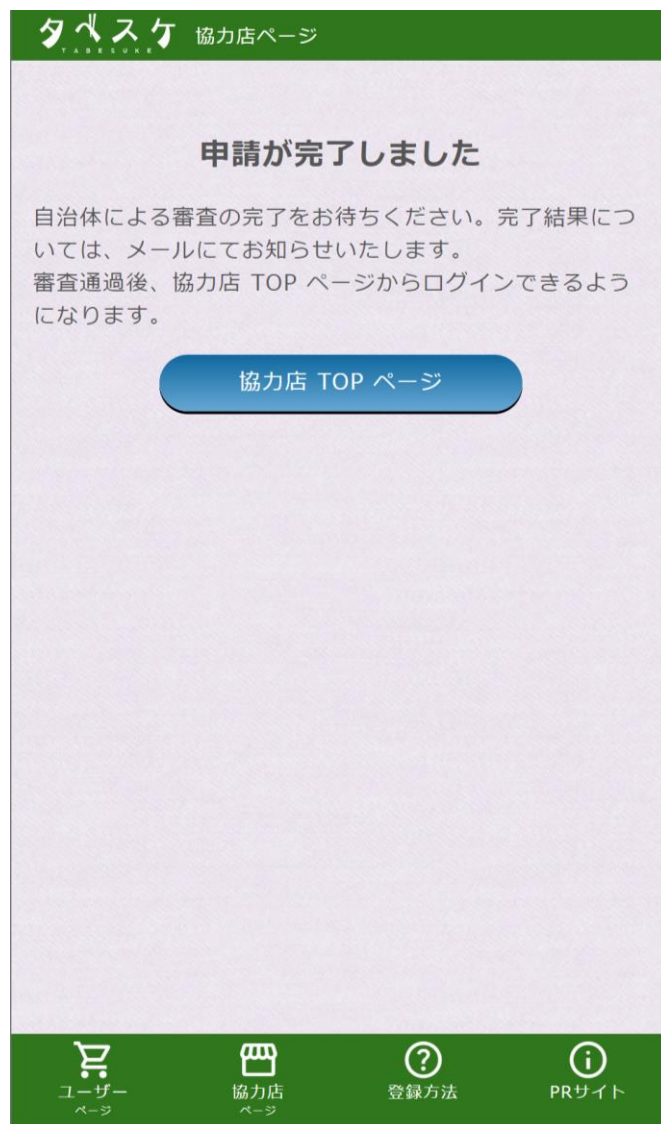 タベスケ 協力店ページ
TABESUKE
申請が完了しました
自治体による審査の完了をお待ちください。完了結果につ
いては、メールにてお知らせいたします。
審査通過後、協力店 TOP ページからログインできるよう
になります。
協力店 TOP ページ
ユーザー 協力店 登録方法 PRサイト
ページ ページ